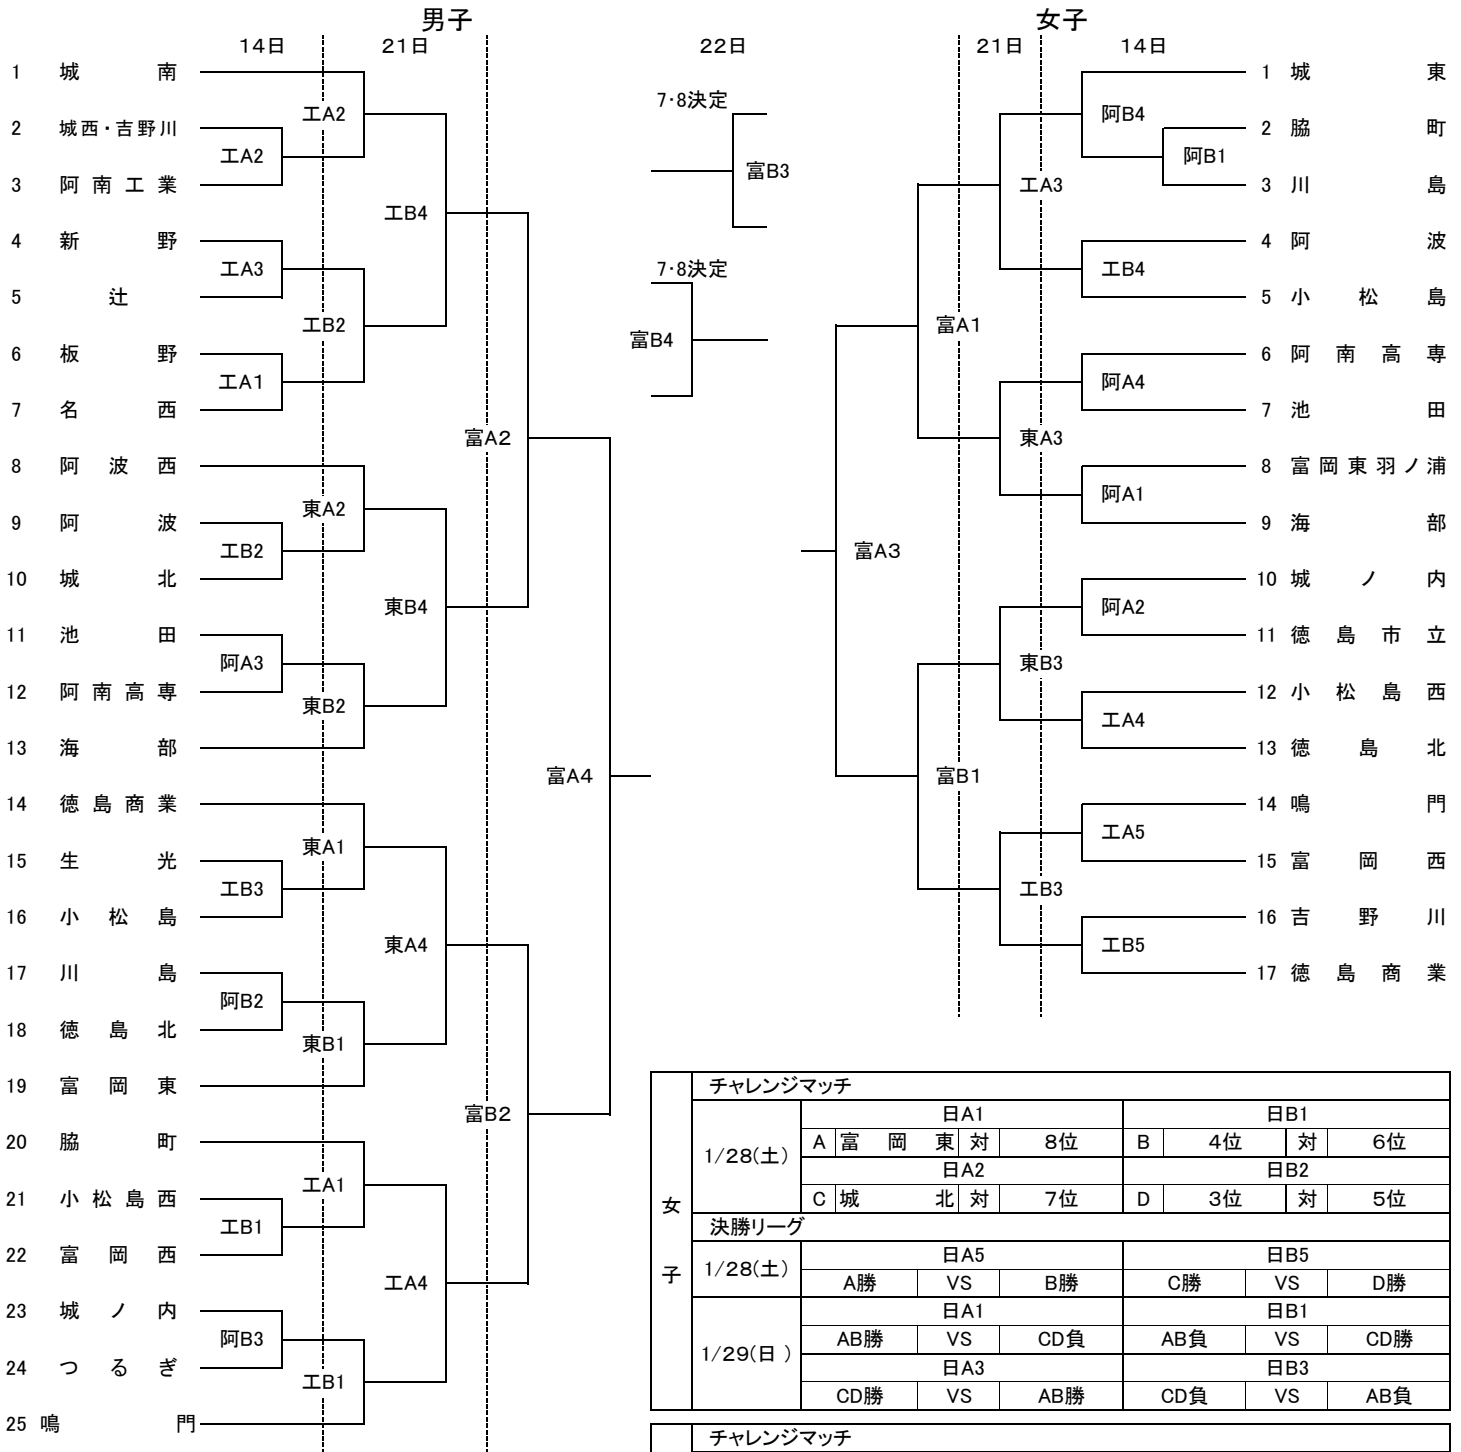 男子
女子
14日 21日 22日 21日 14日
1 城南
2 城西・吉野川
3 阿南工業
4 新野
5 辻
6 板野
7 名西
8 阿波西
9 阿波
10 城北
11 池田
12 阿南高専
13 海部
14 徳島商業
15 生光
16 小松島
17 川島
18 徳島北
19 富岡東
20 脇町
21 小松島西
22 富岡西
23 城ノ内
24 つるぎ
25 鳴門
工A2
工A3
工A1
工B2
阿A3
工B3
阿B2
工B1
阿B3
工A2
工B2
東A2
東B2
東A1
東B1
工A1
工B1
工B4
東B4
東A4
工A4
富A2
富B2
富A4
7・8決定
富B3
7・8決定
富B4
富A3
富A1
富B1
工A3
東A3
東B3
工B3
阿B4
工B4
阿A4
阿A1
阿A2
工A4
工A5
工B5
阿B1
1 城東
2 脇町
3 川島
4 阿波
5 小松島
6 阿南高専
7 池田
8 富岡東羽ノ浦
9 海部
10 城ノ内
11 徳島市立
12 小松島西
13 徳島北
14 鳴門
15 富岡西
16 吉野川
17 徳島商業
女子
チャレンジマッチ
1/28(土)
日A1 日B1
A 富岡東 対 8位 B 4位 対 6位
日A2 日B2
C 城北 対 7位 D 3位 対 5位
決勝リーグ
1/28(土)
日A5 日B5
A勝 VS B勝 C勝 VS D勝
1/29(日)
日A1 日B1
AB勝 VS CD負 AB負 VS CD勝
日A3 日B3
CD勝 VS AB勝 CD負 VS AB負
チャレンジマッチ